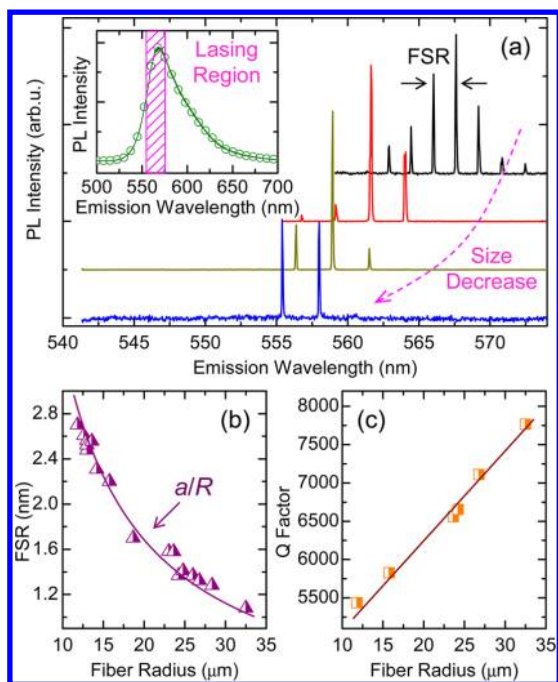 (a)
Lasing
Region
PL Intensity
500 550 600 650 700
Emission Wavelength (nm)
FSR
Size
Decrease
PL Intensity (arb.u.)
540 545 550 555 560 565 570
Emission Wavelength (nm)
(b)
a/R
FSR (nm)
2.8
2.4
2.0
1.6
1.2
10 15 20 25 30 35
Fiber Radius (μm)
(c)
Q Factor
8000
7500
7000
6500
6000
5500
10 15 20 25 30 35
Fiber Radius (μm)